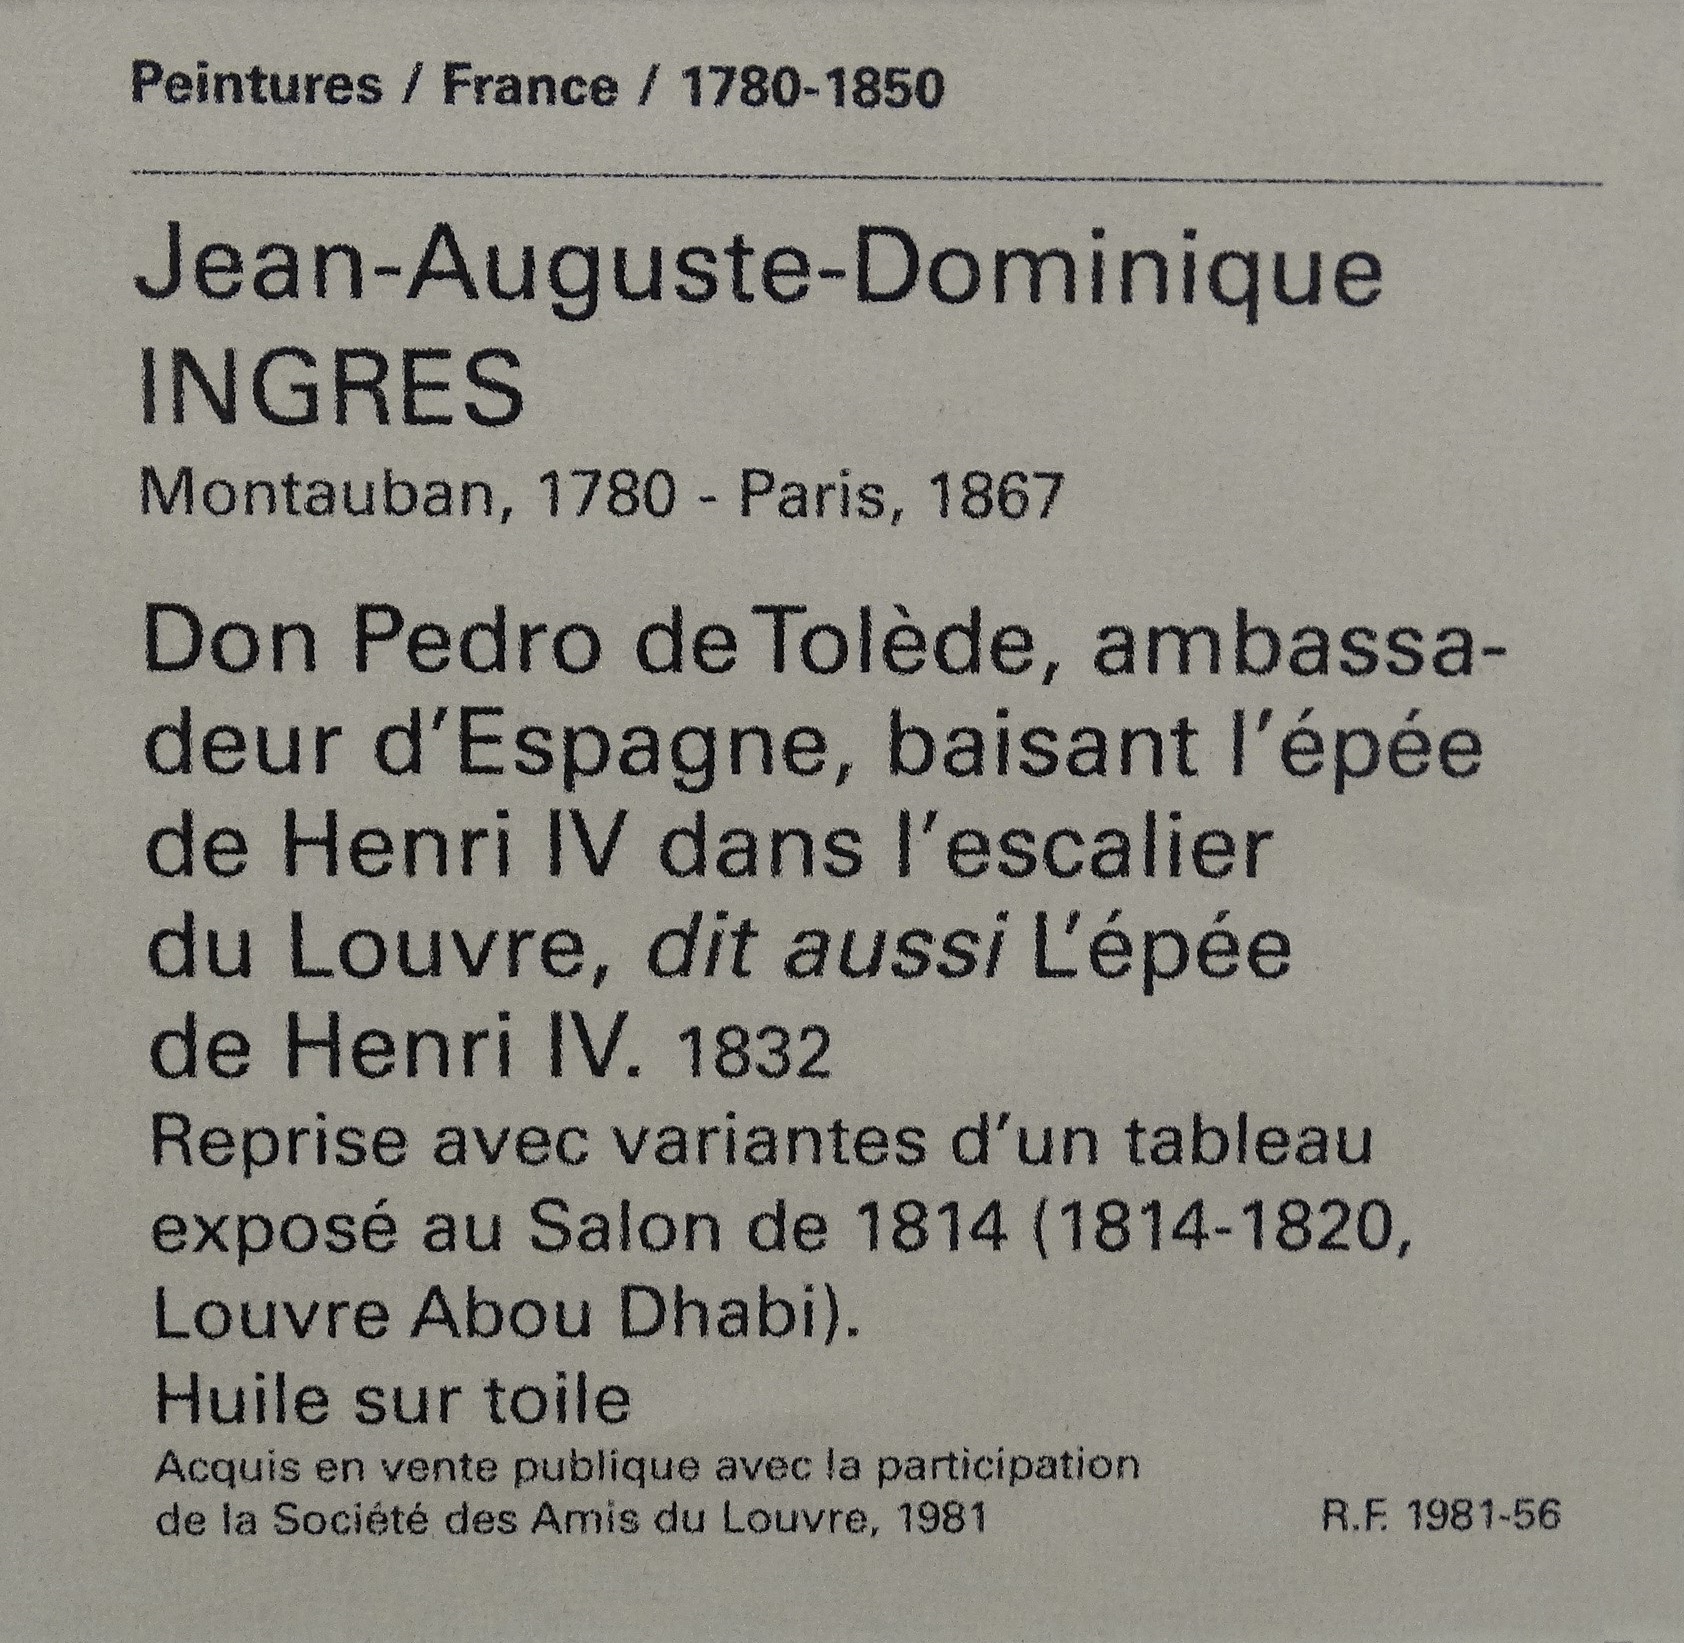 Peintures / France / 1780-1850
Jean-Auguste-Dominique
INGRES
Montauban, 1780 - Paris, 1867
Don Pedro de Tolède, ambassa-
deur d’Espagne, baisant l’épée
de Henri IV dans l’escalier
du Louvre, dit aussi L’épée
de Henri IV. 1832
Reprise avec variantes d’un tableau
exposé au Salon de 1814 (1814-1820,
Louvre Abou Dhabi).
Huile sur toile
Acquis en vente publique avec la participation
de la Société des Amis du Louvre, 1981
R.F. 1981-56